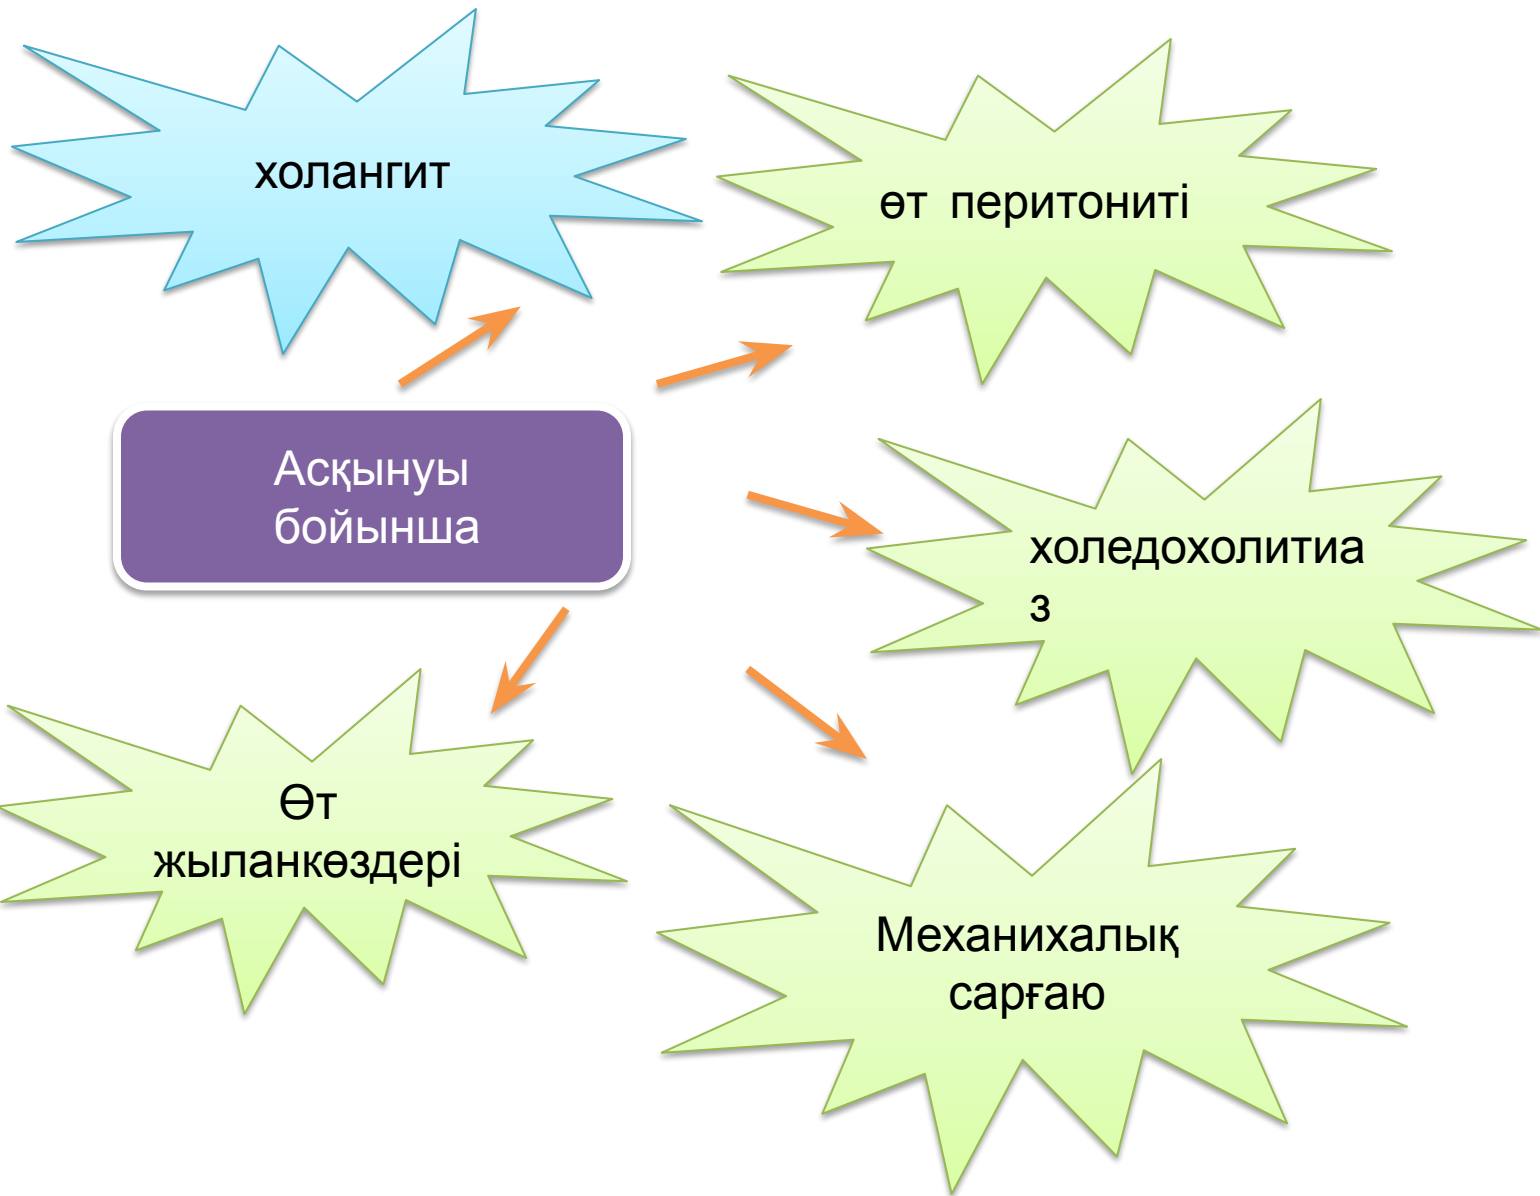 холангит
өт перитониті
Асқынуы
бойынша
холедохолитиа
з
Өт
жыланкөздері
Механихалық
сарғаю